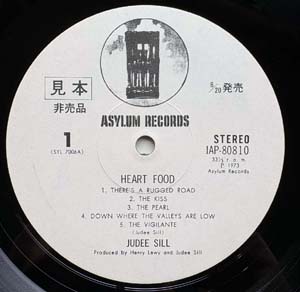 見本
非売品
8/20発売
ASYLUM RECORDS
1
(SYL 7006A)
STEREO
IAP-80810
33⅓ r.p.m.
Ⓟ 1973
Asylum Records
HEART FOOD
1. THERE'S A RUGGED ROAD
2. THE KISS
3. THE PEARL
4. DOWN WHERE THE VALLEYS ARE LOW
5. THE VIGILANTE
(Judee Sill)
JUDEE SILL
Produced by Henry Lewy and Judee Sill